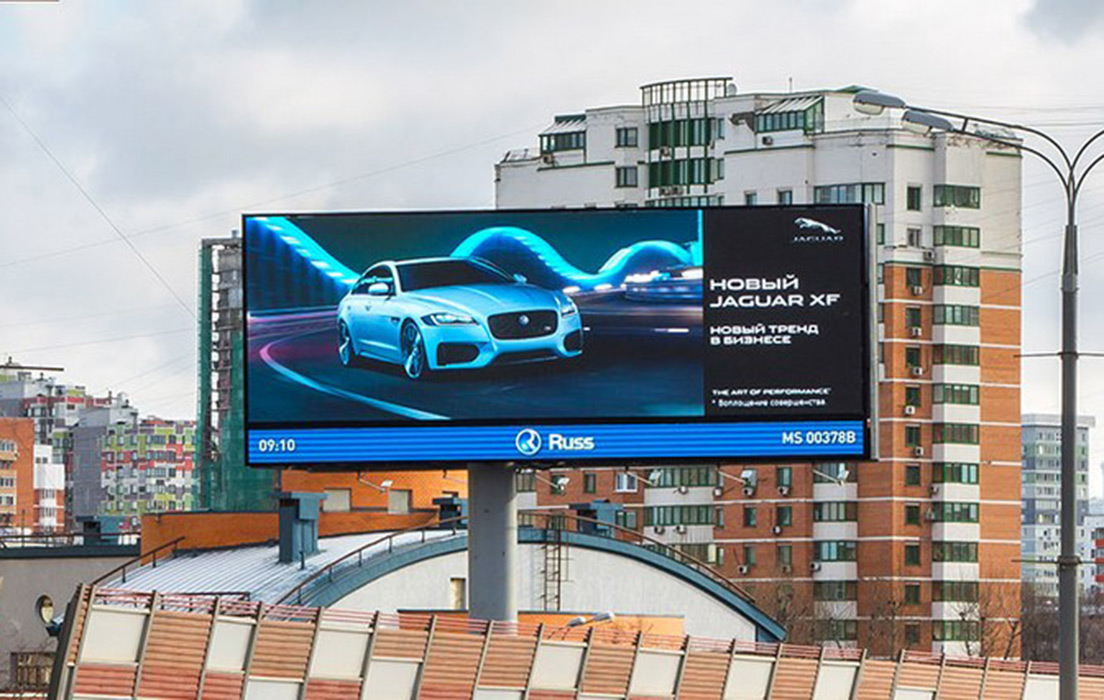 JAGUAR
НОВЫЙ
JAGUAR XF
НОВЫЙ ТРЕНД
В БИЗНЕСЕ
THE ART OF PERFORMANCE*
* Воплощение совершенства
09:10
Russ
MS 00378B